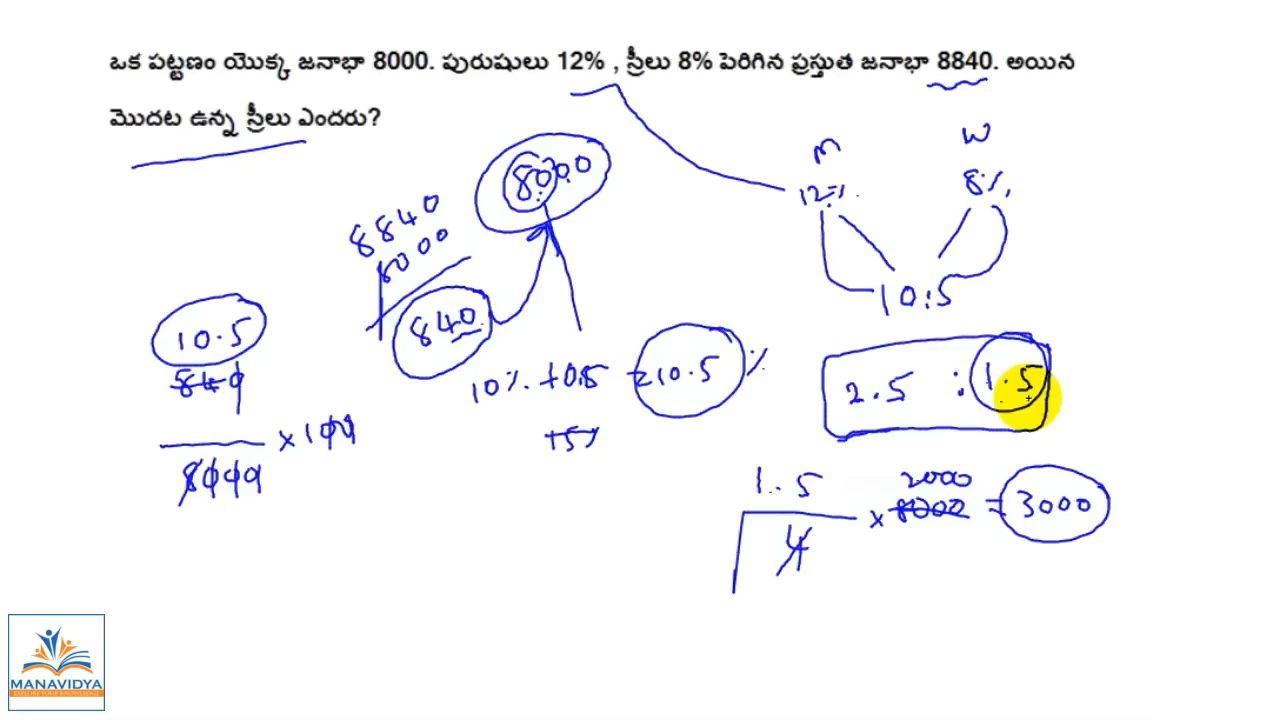 ఒక పట్టణం యొక్క జనాభా 8000. పురుషులు 12% , స్రీలు 8% పెరిగిన ప్రస్తుత జనాభా 8840. అయిన
మొదట ఉన్న స్రీలు ఎందరు?
M W
12% 8%
10.5
2.5 : 1.5
8000
8840
8000
840
10% + 0.5 = 10.5 %
+5%
10.5
840
8000 × 100
1.5
4 × 8000 = 3000
2000
MANAVIDYA
EXPLORE YOUR KNOWLEDGE